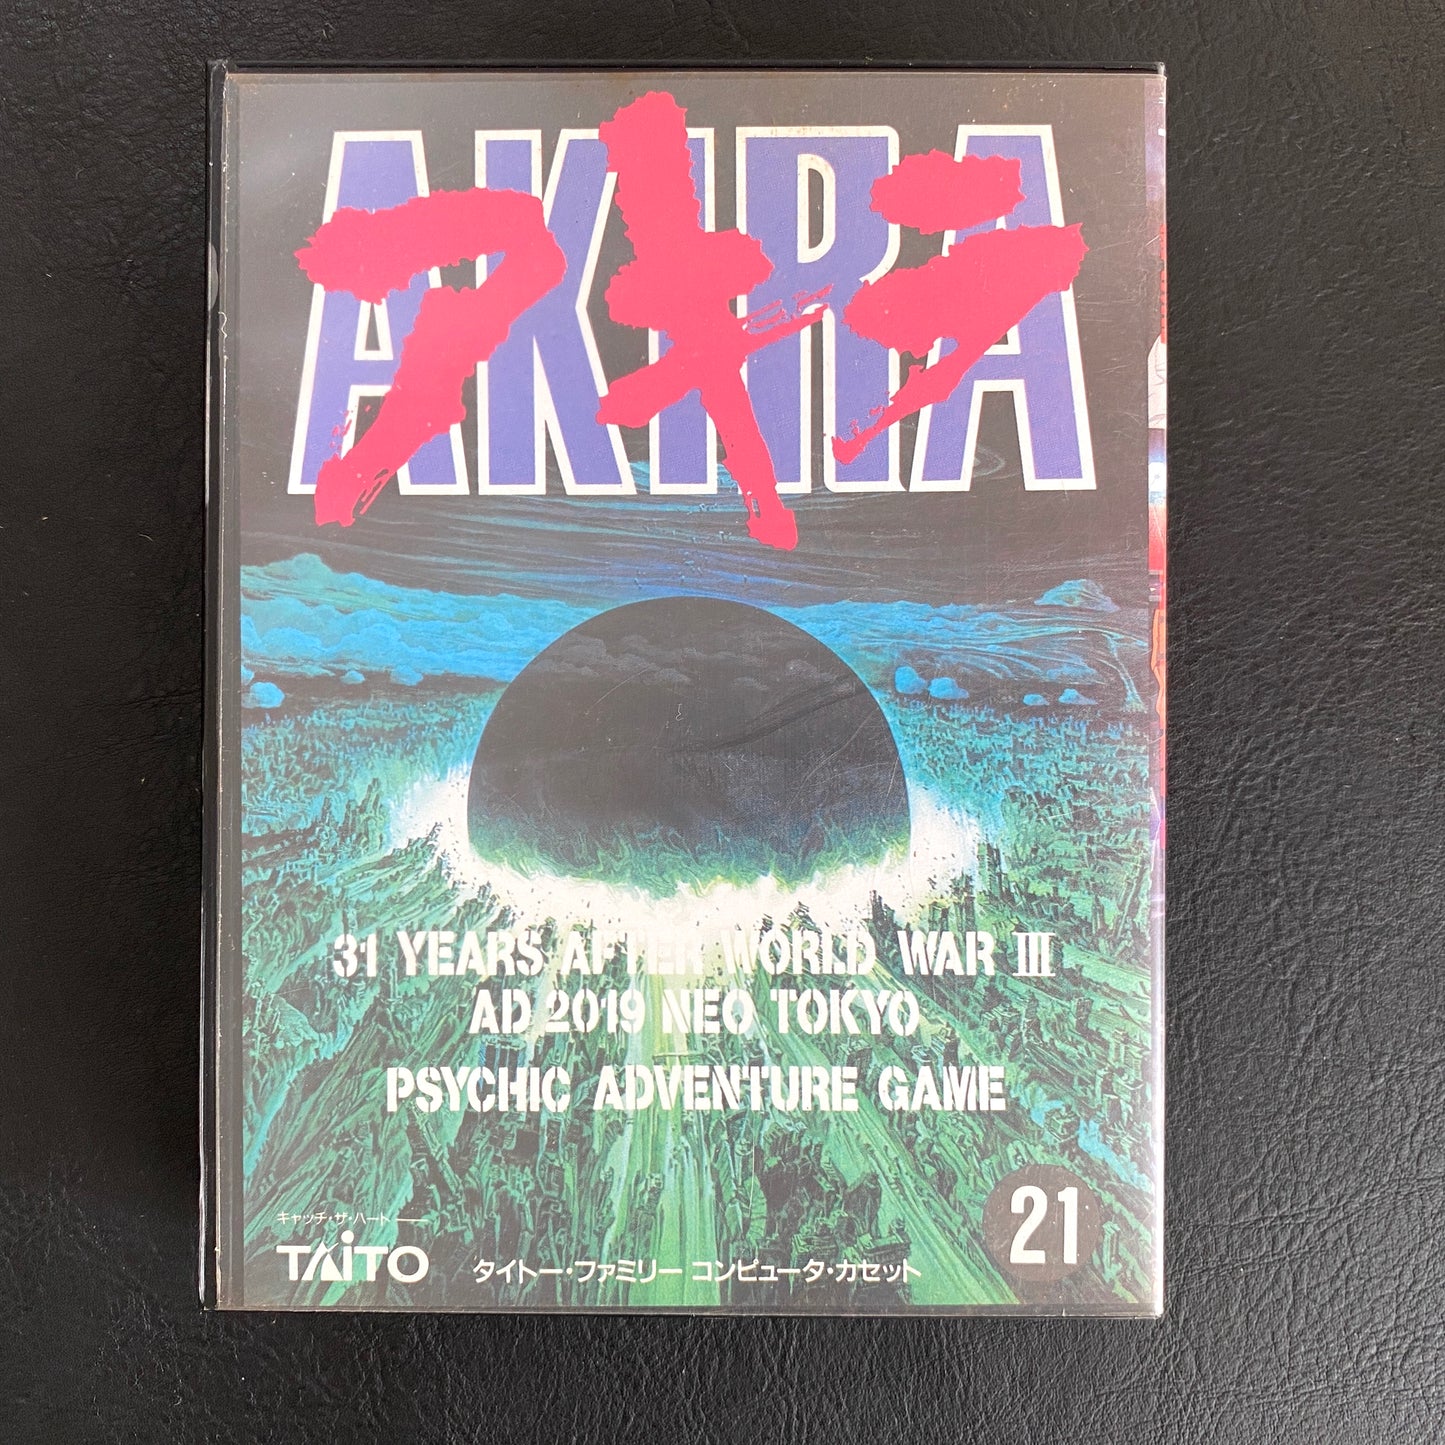 AKIRA
アキラ
31 YEARS AFTER WORLD WAR III
AD 2019 NEO TOKYO
PSYCHIC ADVENTURE GAME
21
キャッチ・ザ・ハート
TAiTO
タイトー・ファミリー コンピュータ・カセット